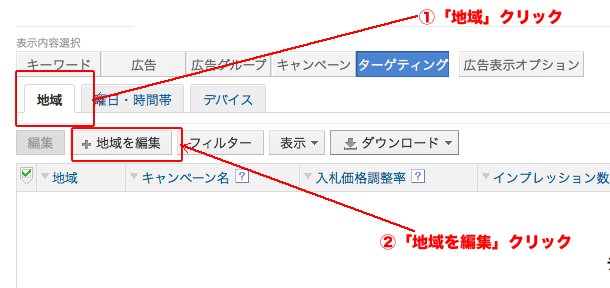 ①「地域」クリック
表示内容選択
キーワード 広告 広告グループ キャンペーン ターゲティング 広告表示オプション
地域 曜日・時間帯 デバイス
編集 +地域を編集 フィルター 表示 ダウンロード
地域 キャンペーン名 ? 入札価格調整率 ? インプレッション数
②「地域を編集」クリック